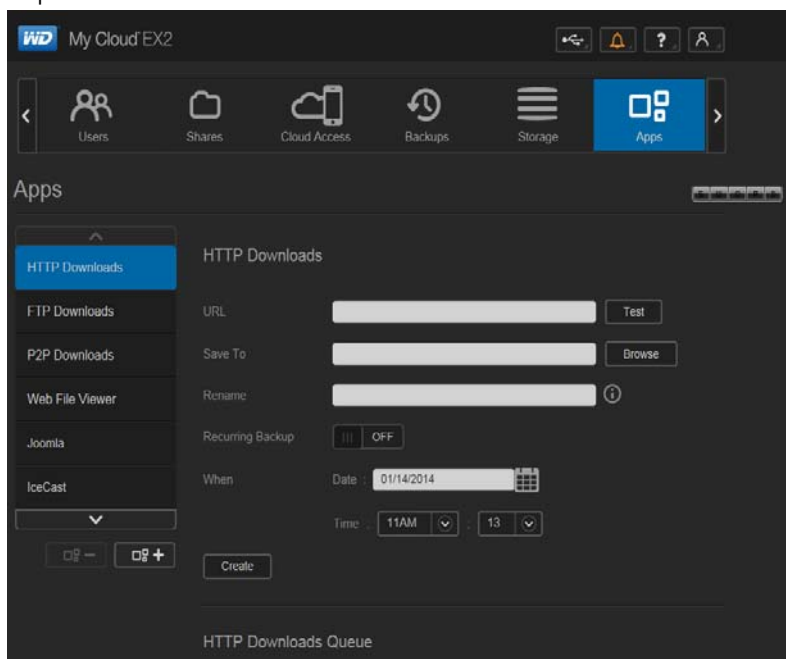 WD My Cloud EX2
?
Users Shares Cloud Access Backups Storage Apps
Apps
HTTP Downloads
FTP Downloads
P2P Downloads
Web File Viewer
Joomla
IceCast
HTTP Downloads
URL Test
Save To Browse
Rename
Recurring Backup OFF
When Date : 01/14/2014
Time : 11AM : 13
Create
HTTP Downloads Queue